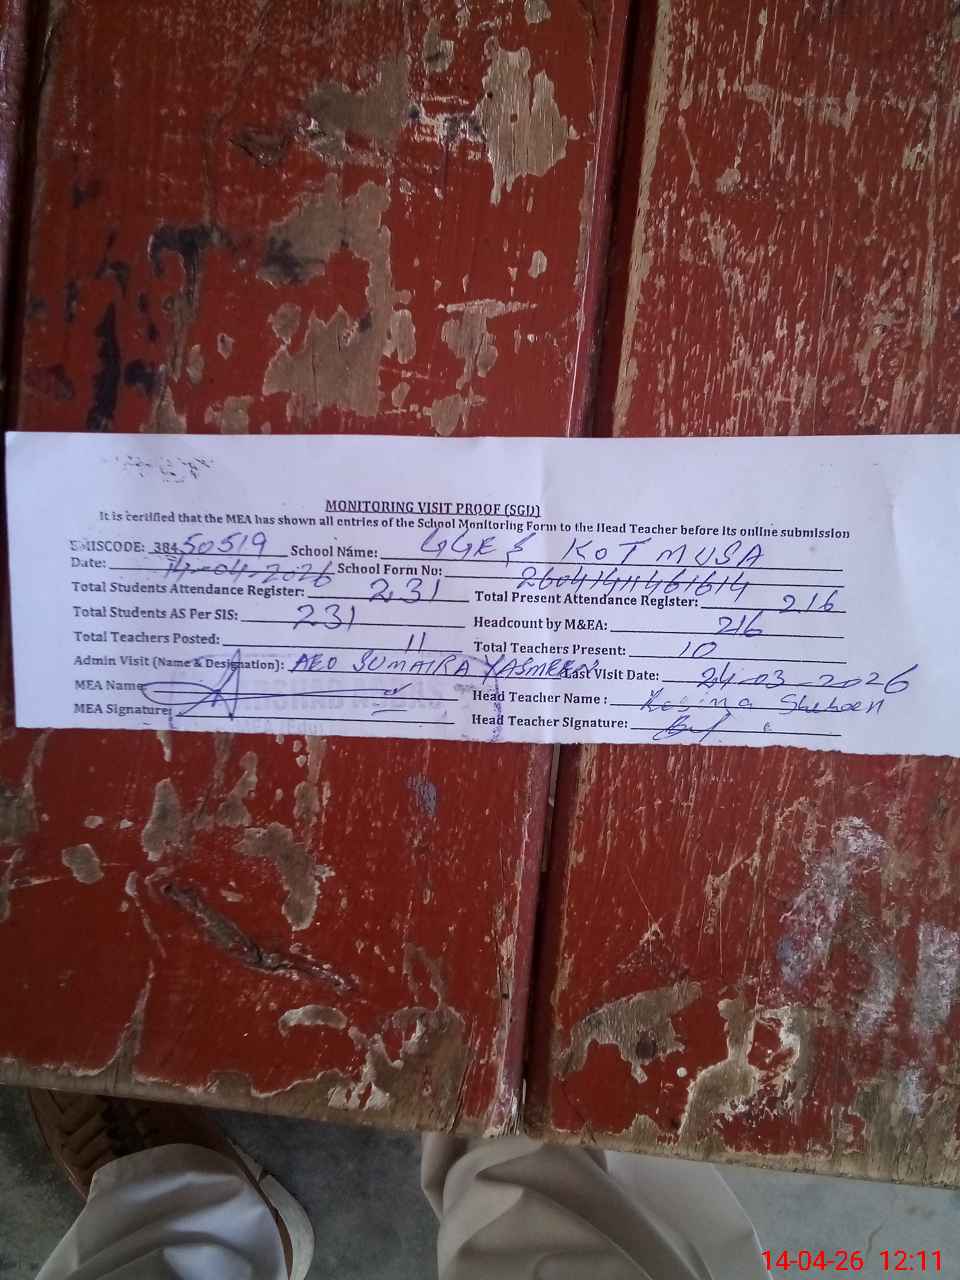 MONITORING VISIT PROOF (SGD)
It is certified that the MEA has shown all entries of the School Monitoring Form to the Head Teacher before its online submission
EMISCODE: 38450519 School Name: GGES KOT MUSA
Date: 14-04-2026 School Form No:
Total Students Attendance Register: 231 Total Present Attendance Register: 216
Total Students AS Per SIS: 231 Headcount by M&EA: 216
Total Teachers Posted: 11 Total Teachers Present: 10
Admin Visit (Name & Designation): AEO SUMAIRA YASMEEN Last Visit Date: 24-03-2026
MEA Name Head Teacher Name :
MEA Signature: Head Teacher Signature:
14-04-26 12:11